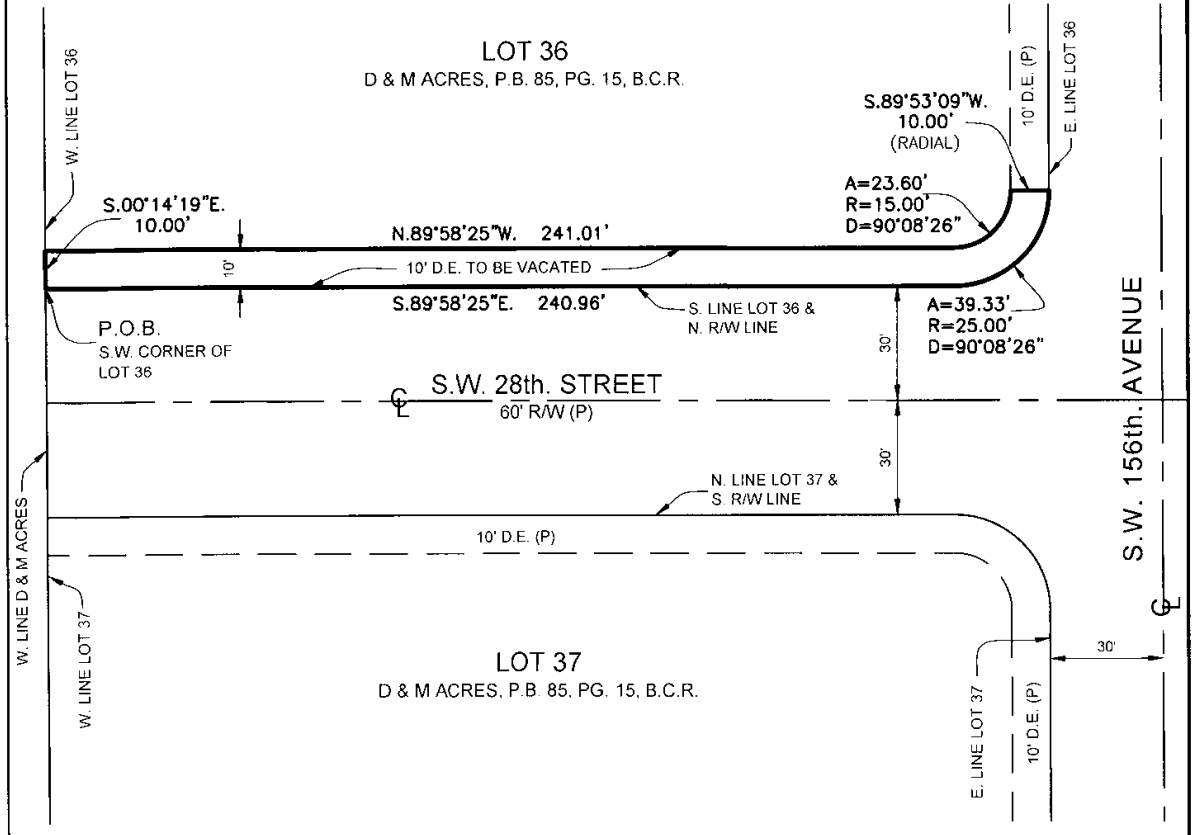 LOT 36
D & M ACRES, P.B. 85, PG. 15, B.C.R.
W. LINE LOT 36
10' D.E. (P)
E. LINE LOT 36
S.89°53'09"W.
10.00'
(RADIAL)
S.00°14'19"E.
10.00'
A=23.60'
R=15.00'
D=90°08'26"
N.89°58'25"W. 241.01'
10'
10' D.E. TO BE VACATED
S.89°58'25"E. 240.96'
S. LINE LOT 36 &
N. R/W LINE
A=39.33'
R=25.00'
D=90°08'26"
P.O.B.
S.W. CORNER OF
LOT 36
30'
S.W. 28th. STREET
60' R/W (P)
CL
S.W. 156th. AVENUE
30'
N. LINE LOT 37 &
S. R/W LINE
10' D.E. (P)
W. LINE D & M ACRES
W. LINE LOT 37
CL
30'
LOT 37
D & M ACRES, P.B. 85, PG. 15, B.C.R.
E. LINE LOT 37
10' D.E. (P)